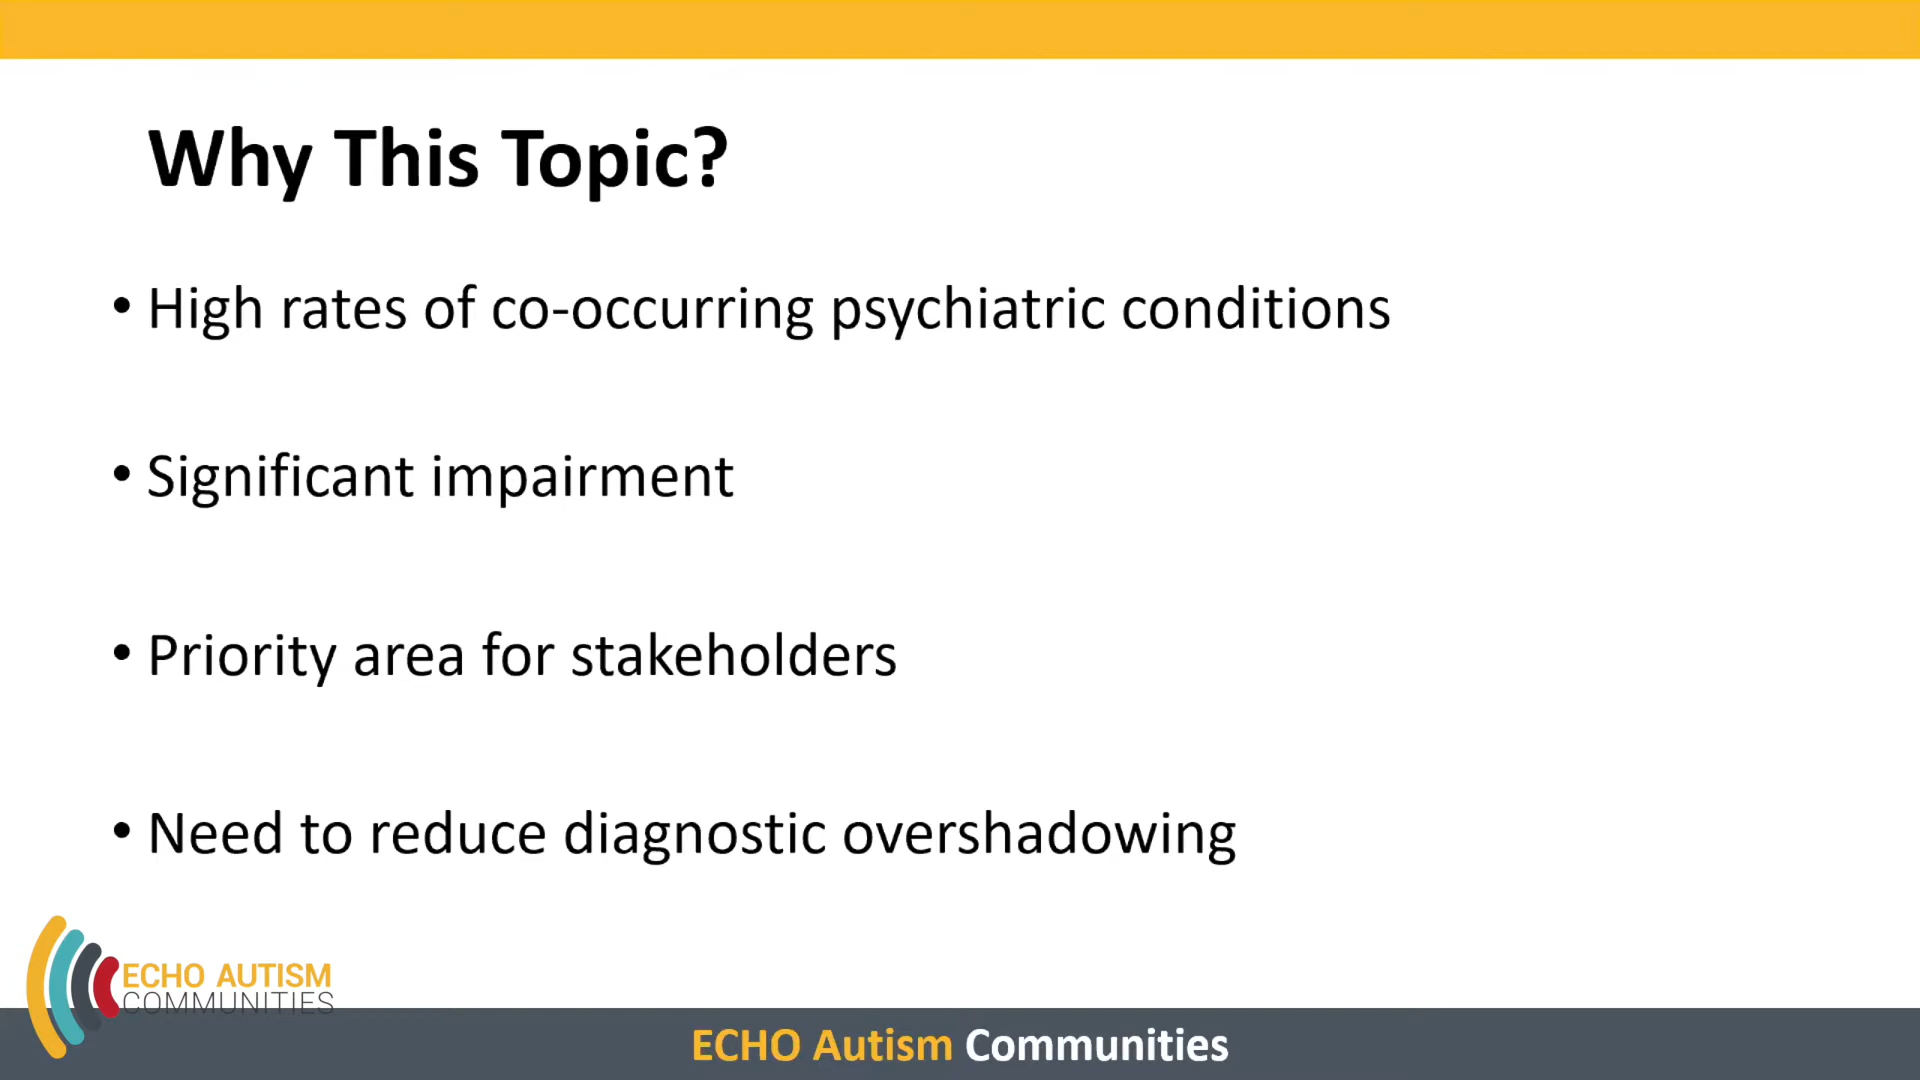 Why This Topic?
• High rates of co-occurring psychiatric conditions
• Significant impairment
• Priority area for stakeholders
• Need to reduce diagnostic overshadowing
ECHO AUTISM
COMMUNITIES
ECHO Autism Communities